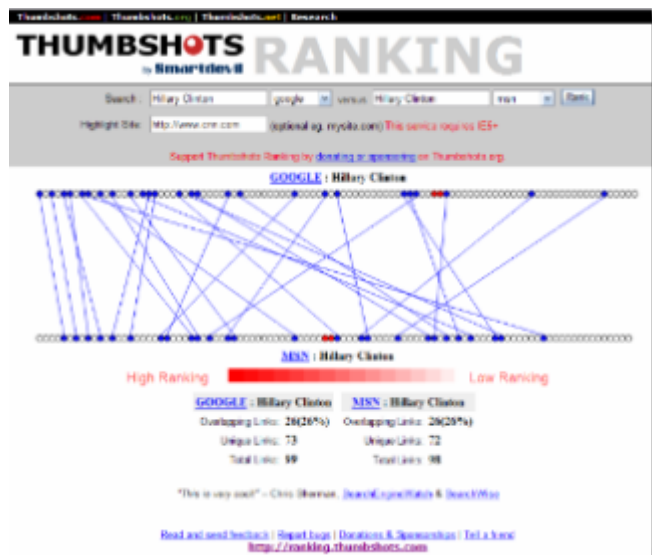 Thumbshots.com | Thumbshots.org | Thumbshots.net | Research
THUMBSHOTS RANKING
by Smartdevil
Search: Hillary Clinton google versus Hillary Clinton msn Rank
Highlight Site: http://www.cnn.com (optional eg. mysite.com) This service requires IE5+
Support Thumbshots Ranking by donating or sponsoring on Thumbshots.org.
GOOGLE : Hillary Clinton
MSN : Hillary Clinton
High Ranking Low Ranking
GOOGLE : Hillary Clinton MSN : Hillary Clinton
Overlapping Links: 26(26%) Overlapping Links: 26(26%)
Unique Links: 73 Unique Links: 72
Total Links: 99 Total Links: 98
"This is very cool!" – Chris Sherman, SearchEngineWatch & SearchWise
Read and send feedback | Report bugs | Donations & Sponsorships | Tell a friend
http://ranking.thumbshots.com